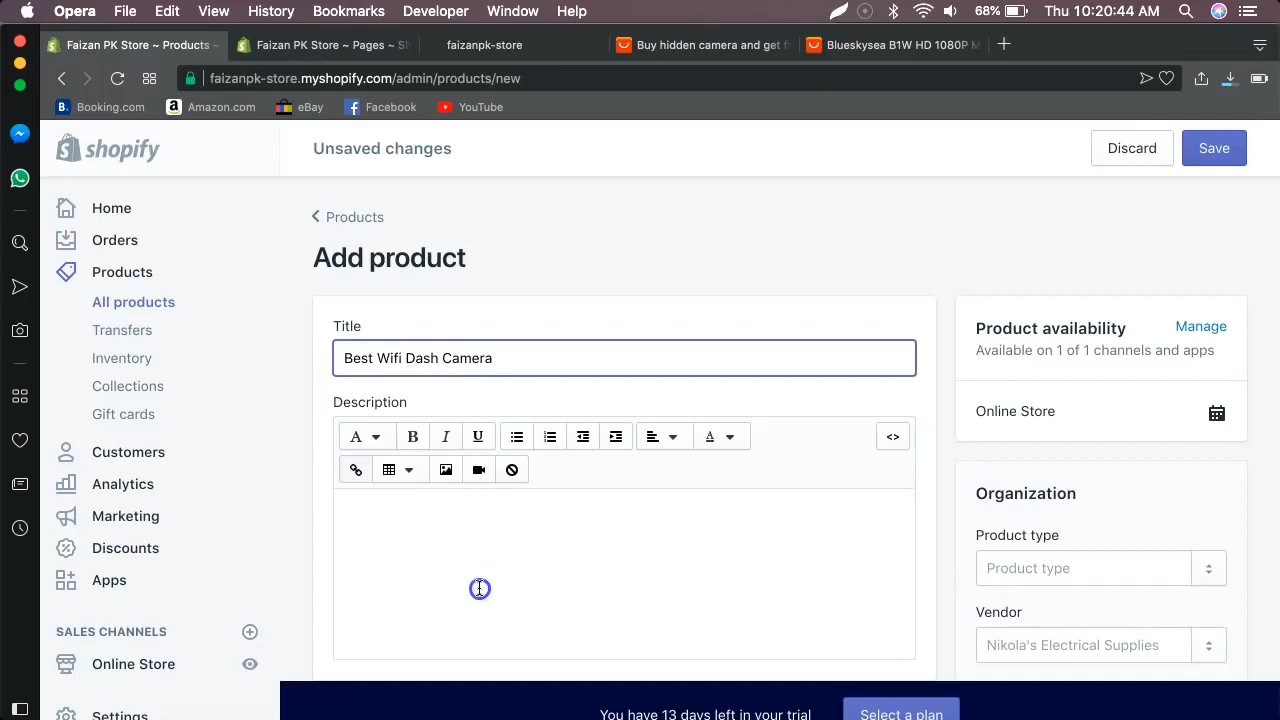 Opera File Edit View History Bookmarks Developer Window Help 68% Thu 10:20:44 AM
Faizan PK Store ~ Products ~ Faizan PK Store ~ Pages ~ Sh faizanpk-store Buy hidden camera and get f Blueskysea B1W HD 1080P M
faizanpk-store.myshopify.com/admin/products/new
Booking.com Amazon.com eBay Facebook YouTube
shopify
Unsaved changes
Discard
Save
Home
Orders
Products
All products
Transfers
Inventory
Collections
Gift cards
Customers
Analytics
Marketing
Discounts
Apps
SALES CHANNELS
Online Store
Settings
Products
Add product
Title
Best Wifi Dash Camera
Description
A B I U A <>
Product availability Manage
Available on 1 of 1 channels and apps
Online Store
Organization
Product type
Product type
Vendor
Nikola's Electrical Supplies
You have 13 days left in your trial Select a plan